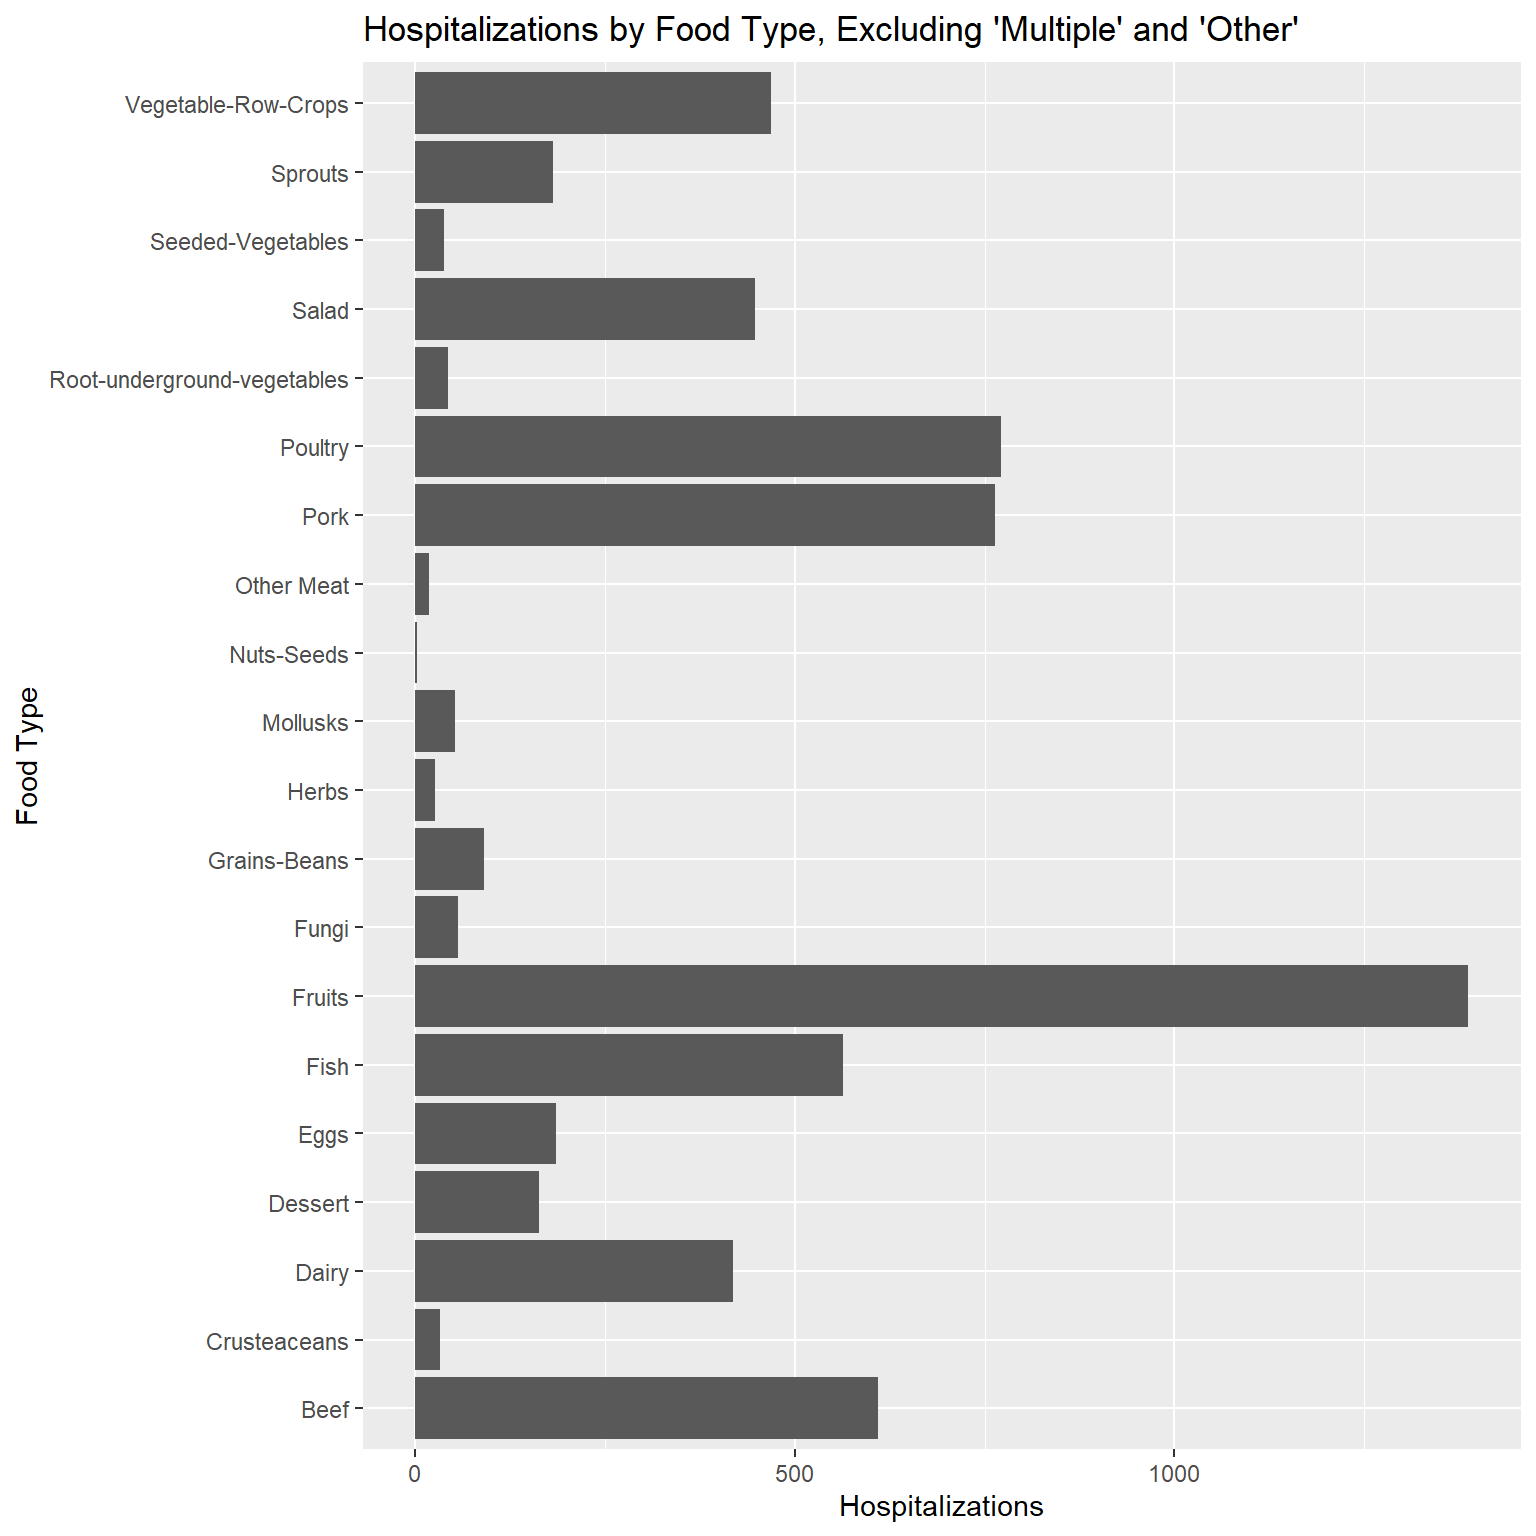 Hospitalizations by Food Type, Excluding 'Multiple' and 'Other'
Vegetable-Row-Crops
Sprouts
Seeded-Vegetables
Salad
Root-underground-vegetables
Poultry
Pork
Other Meat
Nuts-Seeds
Mollusks
Herbs
Grains-Beans
Fungi
Fruits
Fish
Eggs
Dessert
Dairy
Crusteaceans
Beef
Food Type
0 500 1000
Hospitalizations